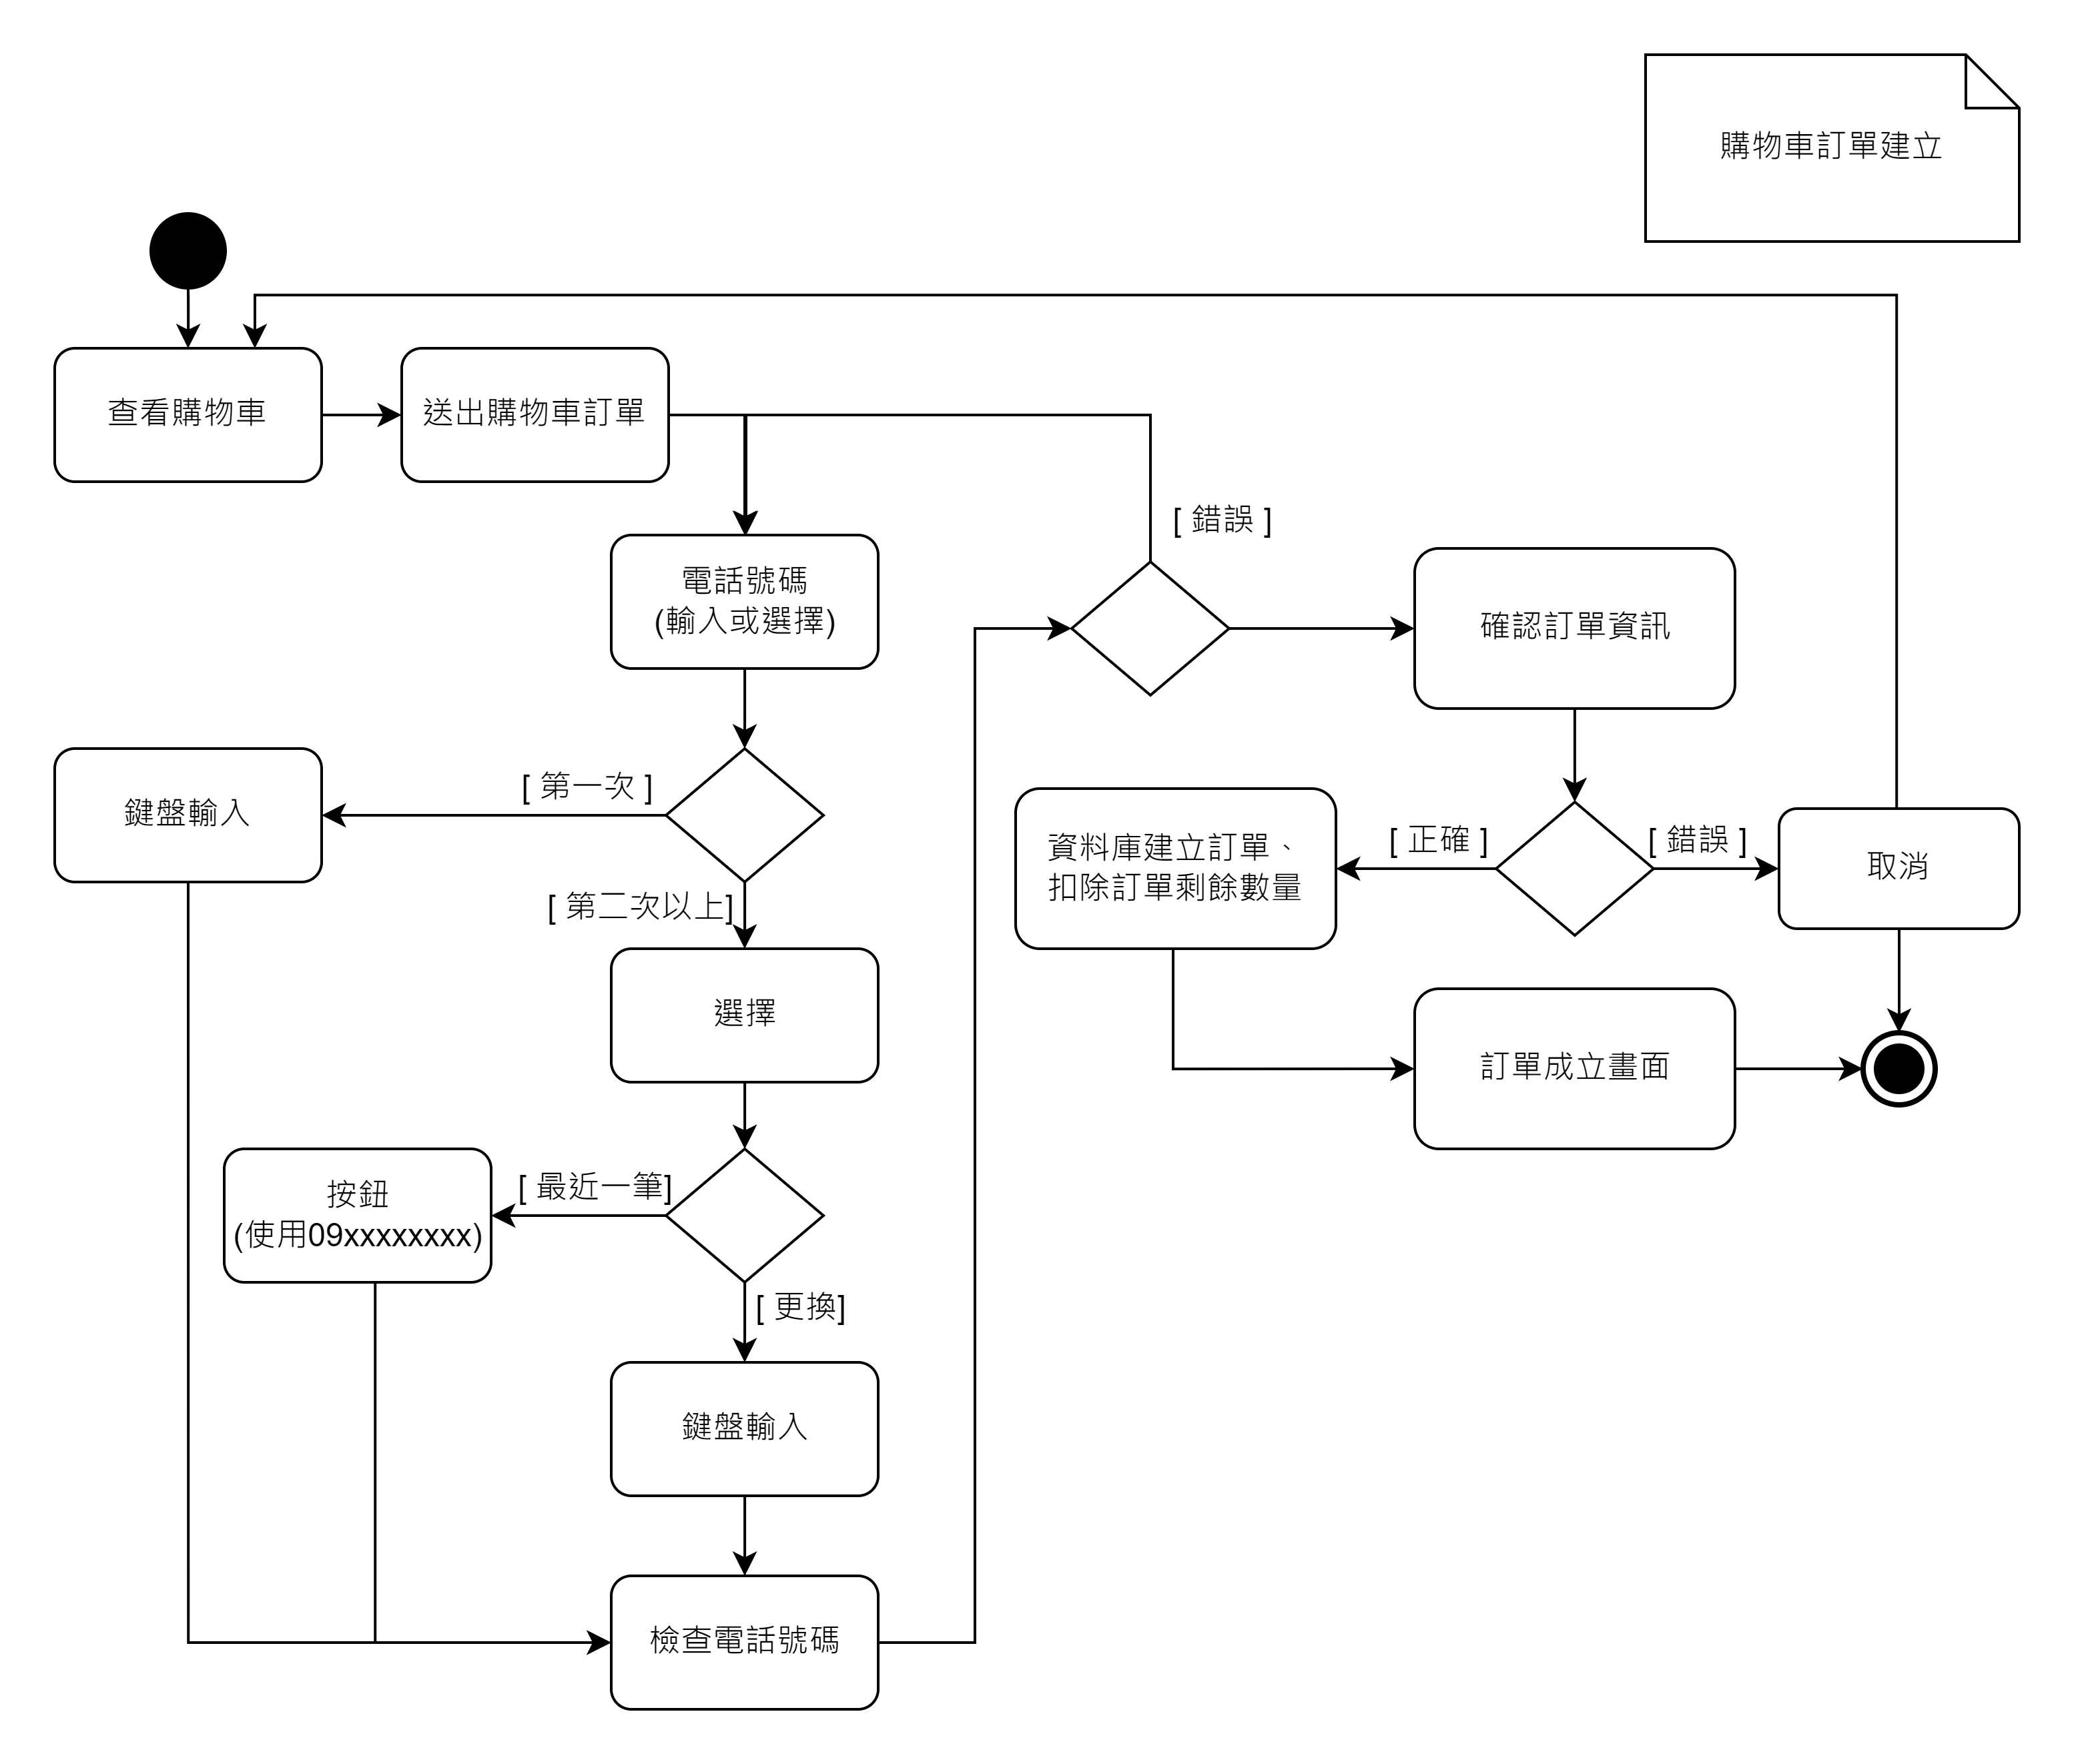 購物車訂單建立
查看購物車
送出購物車訂單
[ 錯誤 ]
電話號碼
(輸入或選擇)
確認訂單資訊
[ 第一次 ]
鍵盤輸入
[ 第二次以上]
資料庫建立訂單、
扣除訂單剩餘數量
[ 正確 ]
[ 錯誤 ]
取消
選擇
訂單成立畫面
[ 最近一筆]
按鈕
(使用09xxxxxxxx)
[ 更換]
鍵盤輸入
檢查電話號碼